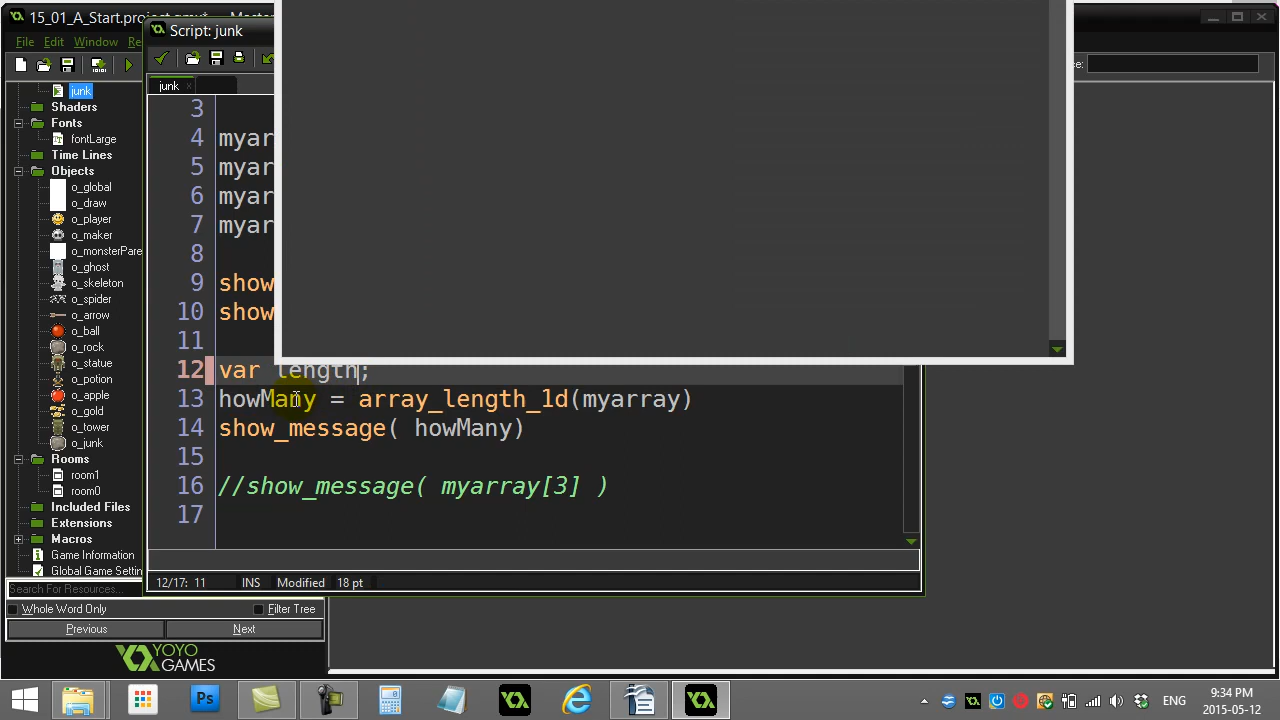 15_01_A_Start.project.gmx*
Script: junk
File Edit Window
junk
ce:
junk
Shaders
Fonts
fontLarge
Time Lines
Objects
o_global
o_draw
o_player
o_maker
o_monsterPare
o_ghost
o_skeleton
o_spider
o_arrow
o_ball
o_rock
o_statue
o_potion
o_apple
o_gold
o_tower
o_junk
Rooms
room1
room0
Included Files
Extensions
Macros
Game Information
Global Game Settin
Search For Resources...
Whole Word Only Filter Tree
Previous Next
YOYO
GAMES
3
4 myar
5 myar
6 myar
7 myar
8
9 show
10 show
11
12 var length;
13 howMany = array_length_1d(myarray)
14 show_message( howMany)
15
16 //show_message( myarray[3] )
17
12/17: 11 INS Modified 18 pt
Ps
ENG
9:34 PM
2015-05-12